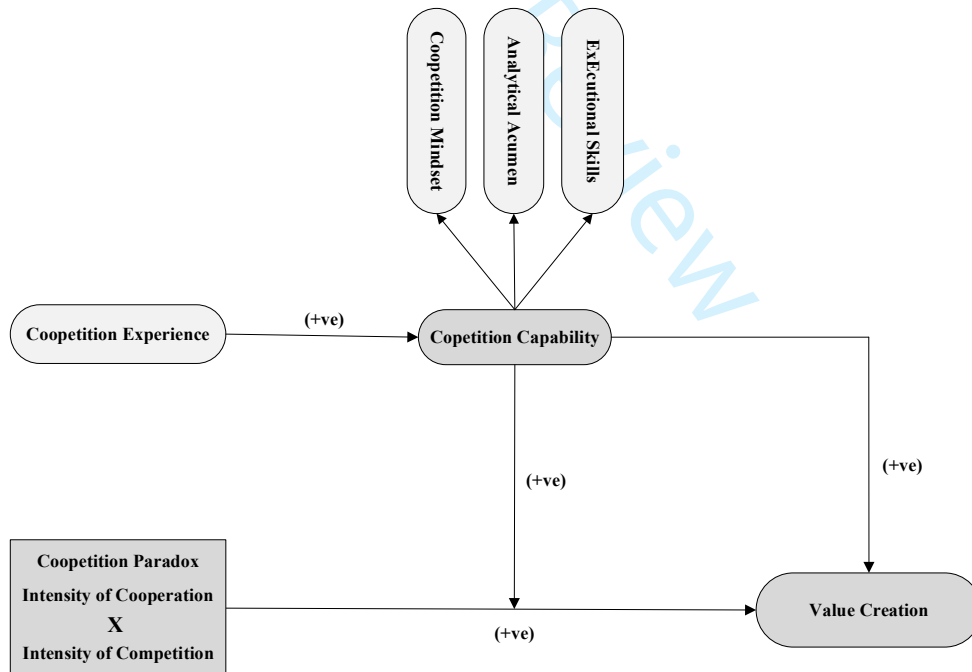 Coopetition Mindset
Analytical Acumen
ExEcutional Skills
view
Coopetition Experience
(+ve)
Copetition Capability
(+ve)
(+ve)
Coopetition Paradox
Intensity of Cooperation
X
Intensity of Competition
(+ve)
Value Creation